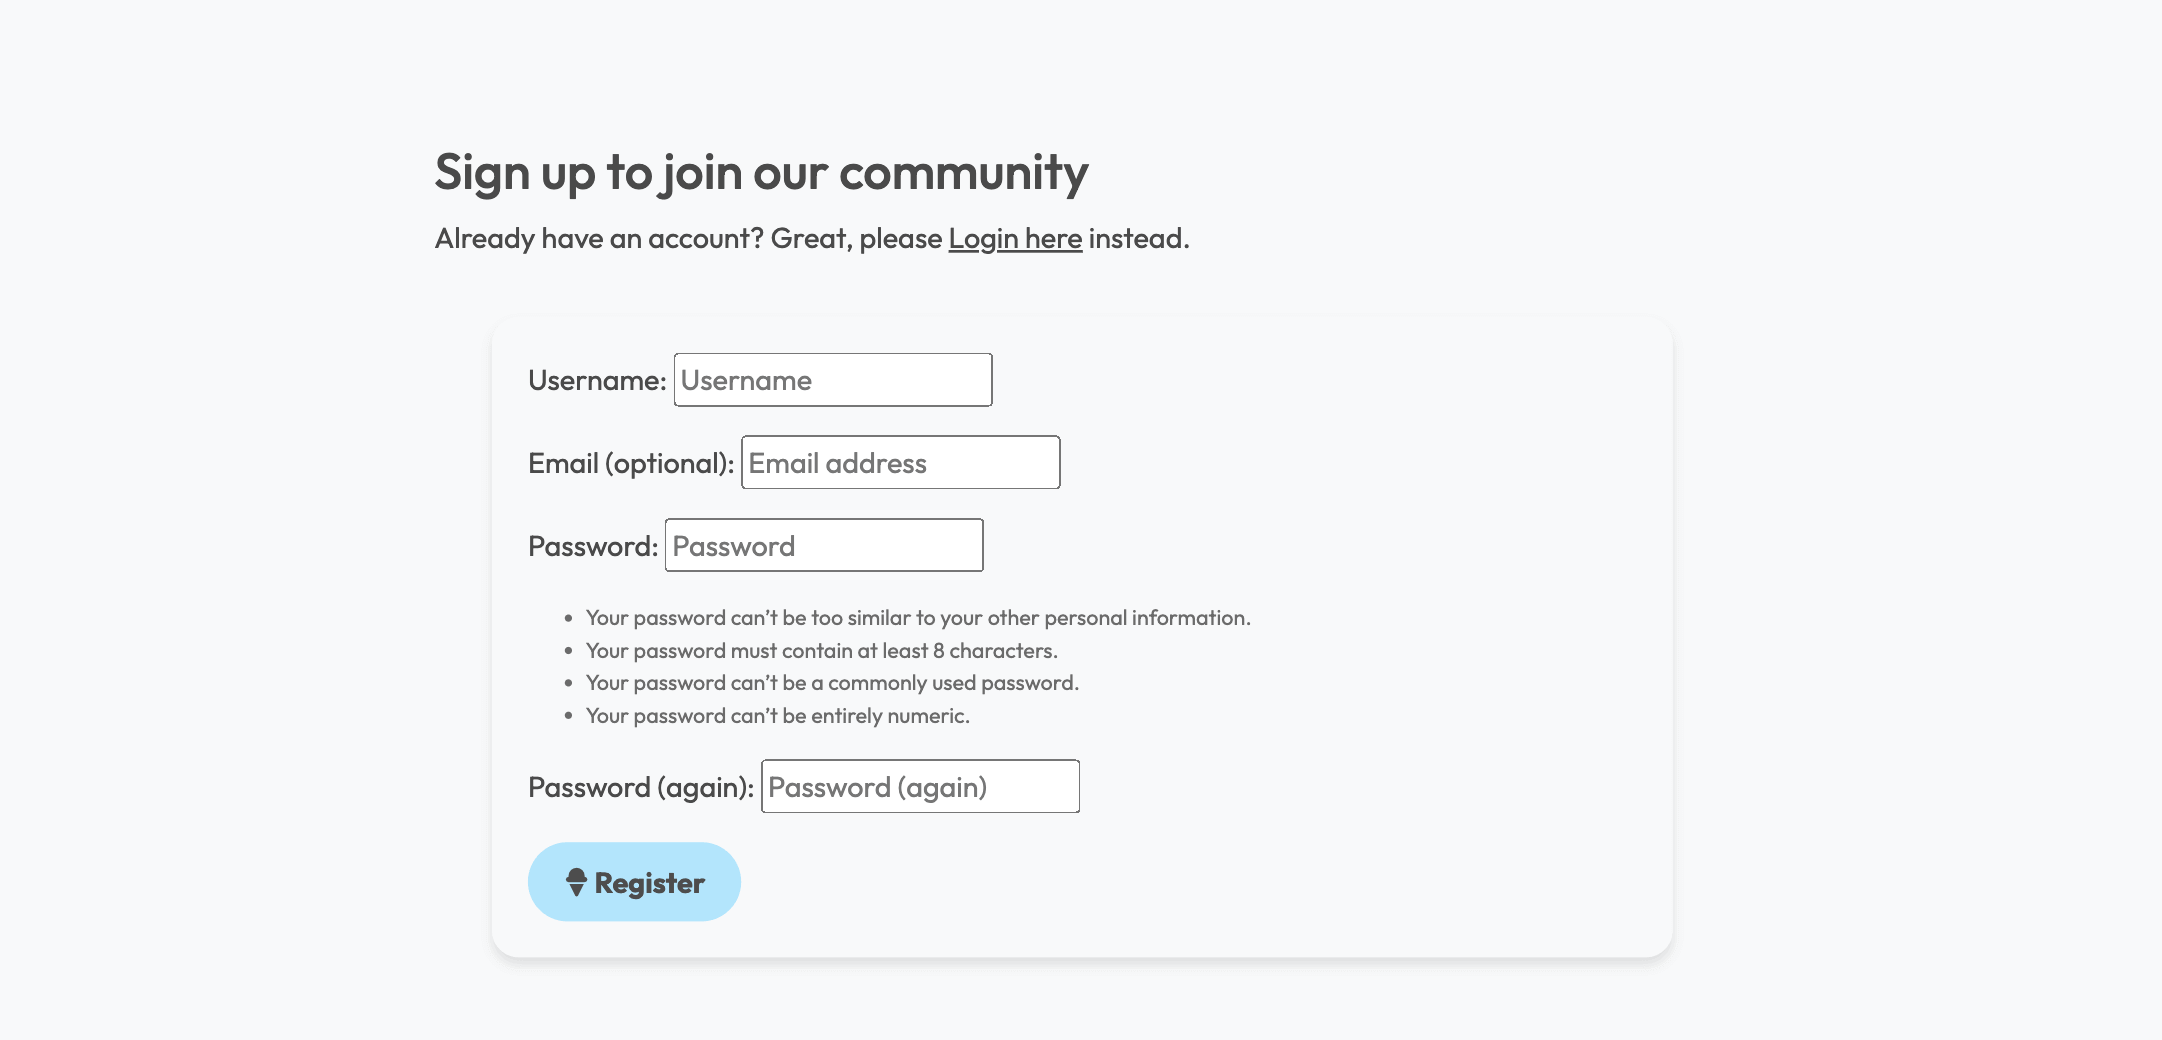 Sign up to join our community
Already have an account? Great, please Login here instead.
Username: Username
Email (optional): Email address
Password: Password
• Your password can’t be too similar to your other personal information.
• Your password must contain at least 8 characters.
• Your password can’t be a commonly used password.
• Your password can’t be entirely numeric.
Password (again): Password (again)
Register